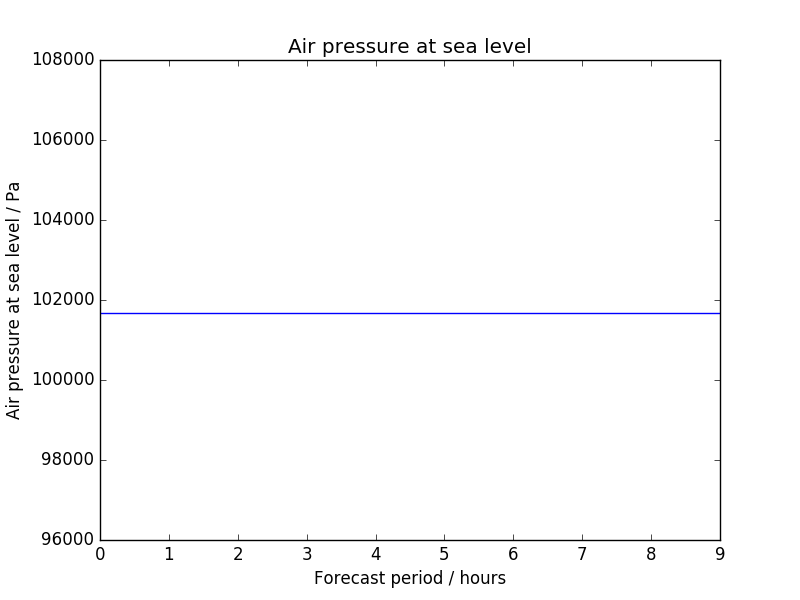 Air pressure at sea level
108000
106000
104000
102000
100000
98000
96000
Air pressure at sea level / Pa
0 1 2 3 4 5 6 7 8 9
Forecast period / hours